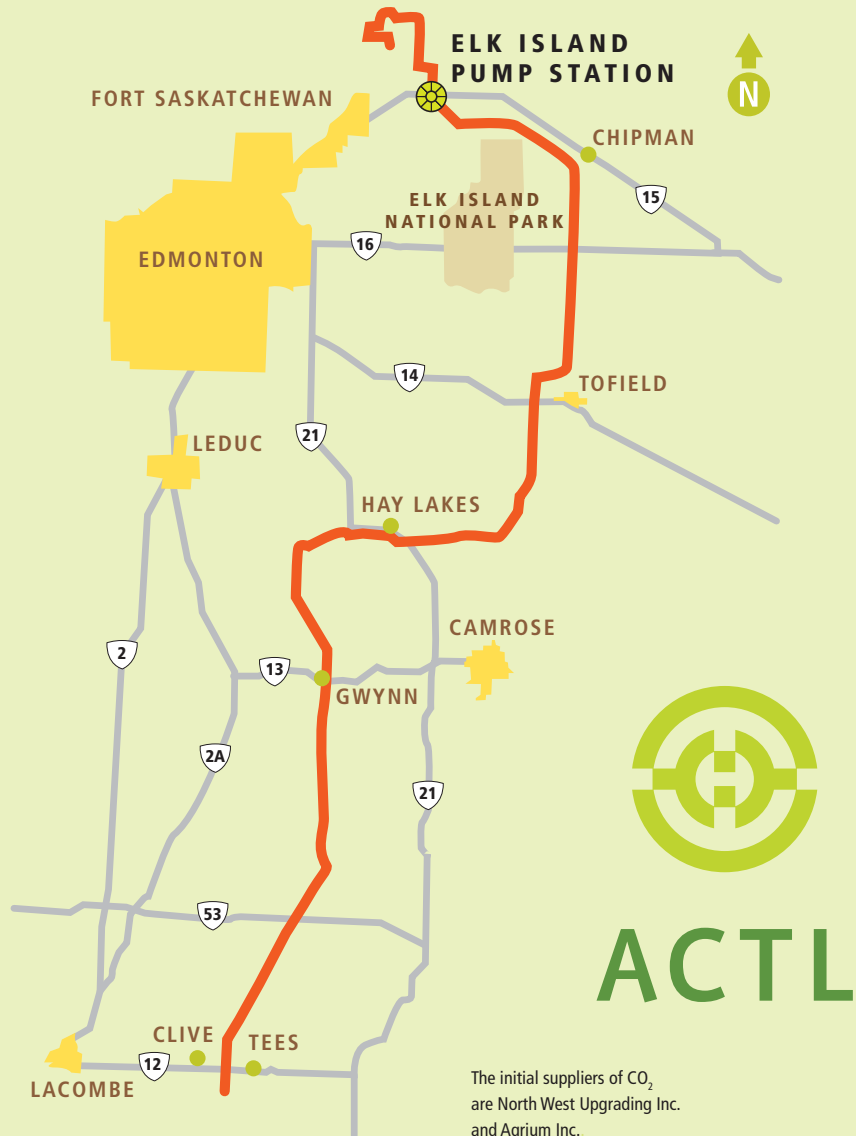 ELK ISLAND
PUMP STATION
N
FORT SASKATCHEWAN
CHIPMAN
15
ELK ISLAND
NATIONAL PARK
16
EDMONTON
14
TOFIELD
21
LEDUC
HAY LAKES
CAMROSE
2
13
GWYNN
2A
21
53
ACTL
CLIVE
TEES
12
LACOMBE
The initial suppliers of CO₂
are North West Upgrading Inc.
and Agrium Inc.